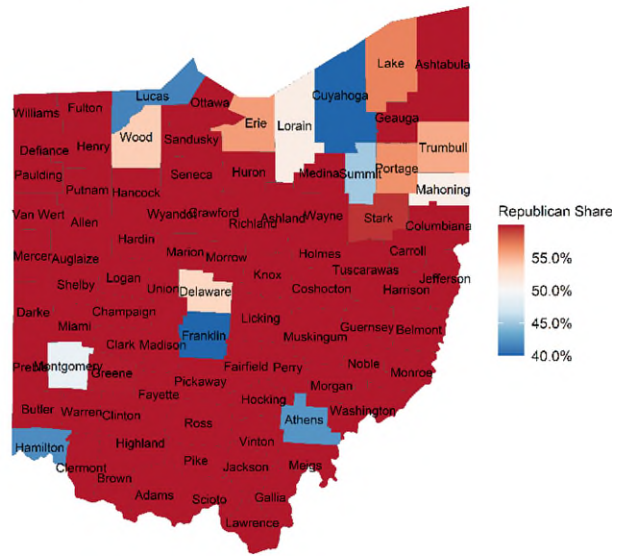 Williams
Fulton
Lucas
Ottawa
Lake
Ashtabula
Cuyahoga
Geauga
Defiance
Henry
Wood
Sandusky
Erie
Lorain
Trumbull
Paulding
Seneca
Huron
Medina
Summit
Portage
Mahoning
Putnam
Hancock
Van Wert
Allen
Wyandot
Crawford
Richland
Ashland
Wayne
Stark
Columbiana
Hardin
Mercer
Auglaize
Marion
Morrow
Holmes
Carroll
Tuscarawas
Jefferson
Shelby
Logan
Union
Delaware
Knox
Coshocton
Harrison
Darke
Miami
Champaign
Licking
Guernsey
Belmont
Clark
Madison
Franklin
Muskingum
Preble
Montgomery
Greene
Fairfield
Perry
Noble
Monroe
Pickaway
Morgan
Fayette
Butler
Warren
Clinton
Hocking
Athens
Washington
Ross
Hamilton
Highland
Vinton
Clermont
Pike
Jackson
Meigs
Brown
Adams
Scioto
Gallia
Lawrence
Republican Share
55.0%
50.0%
45.0%
40.0%